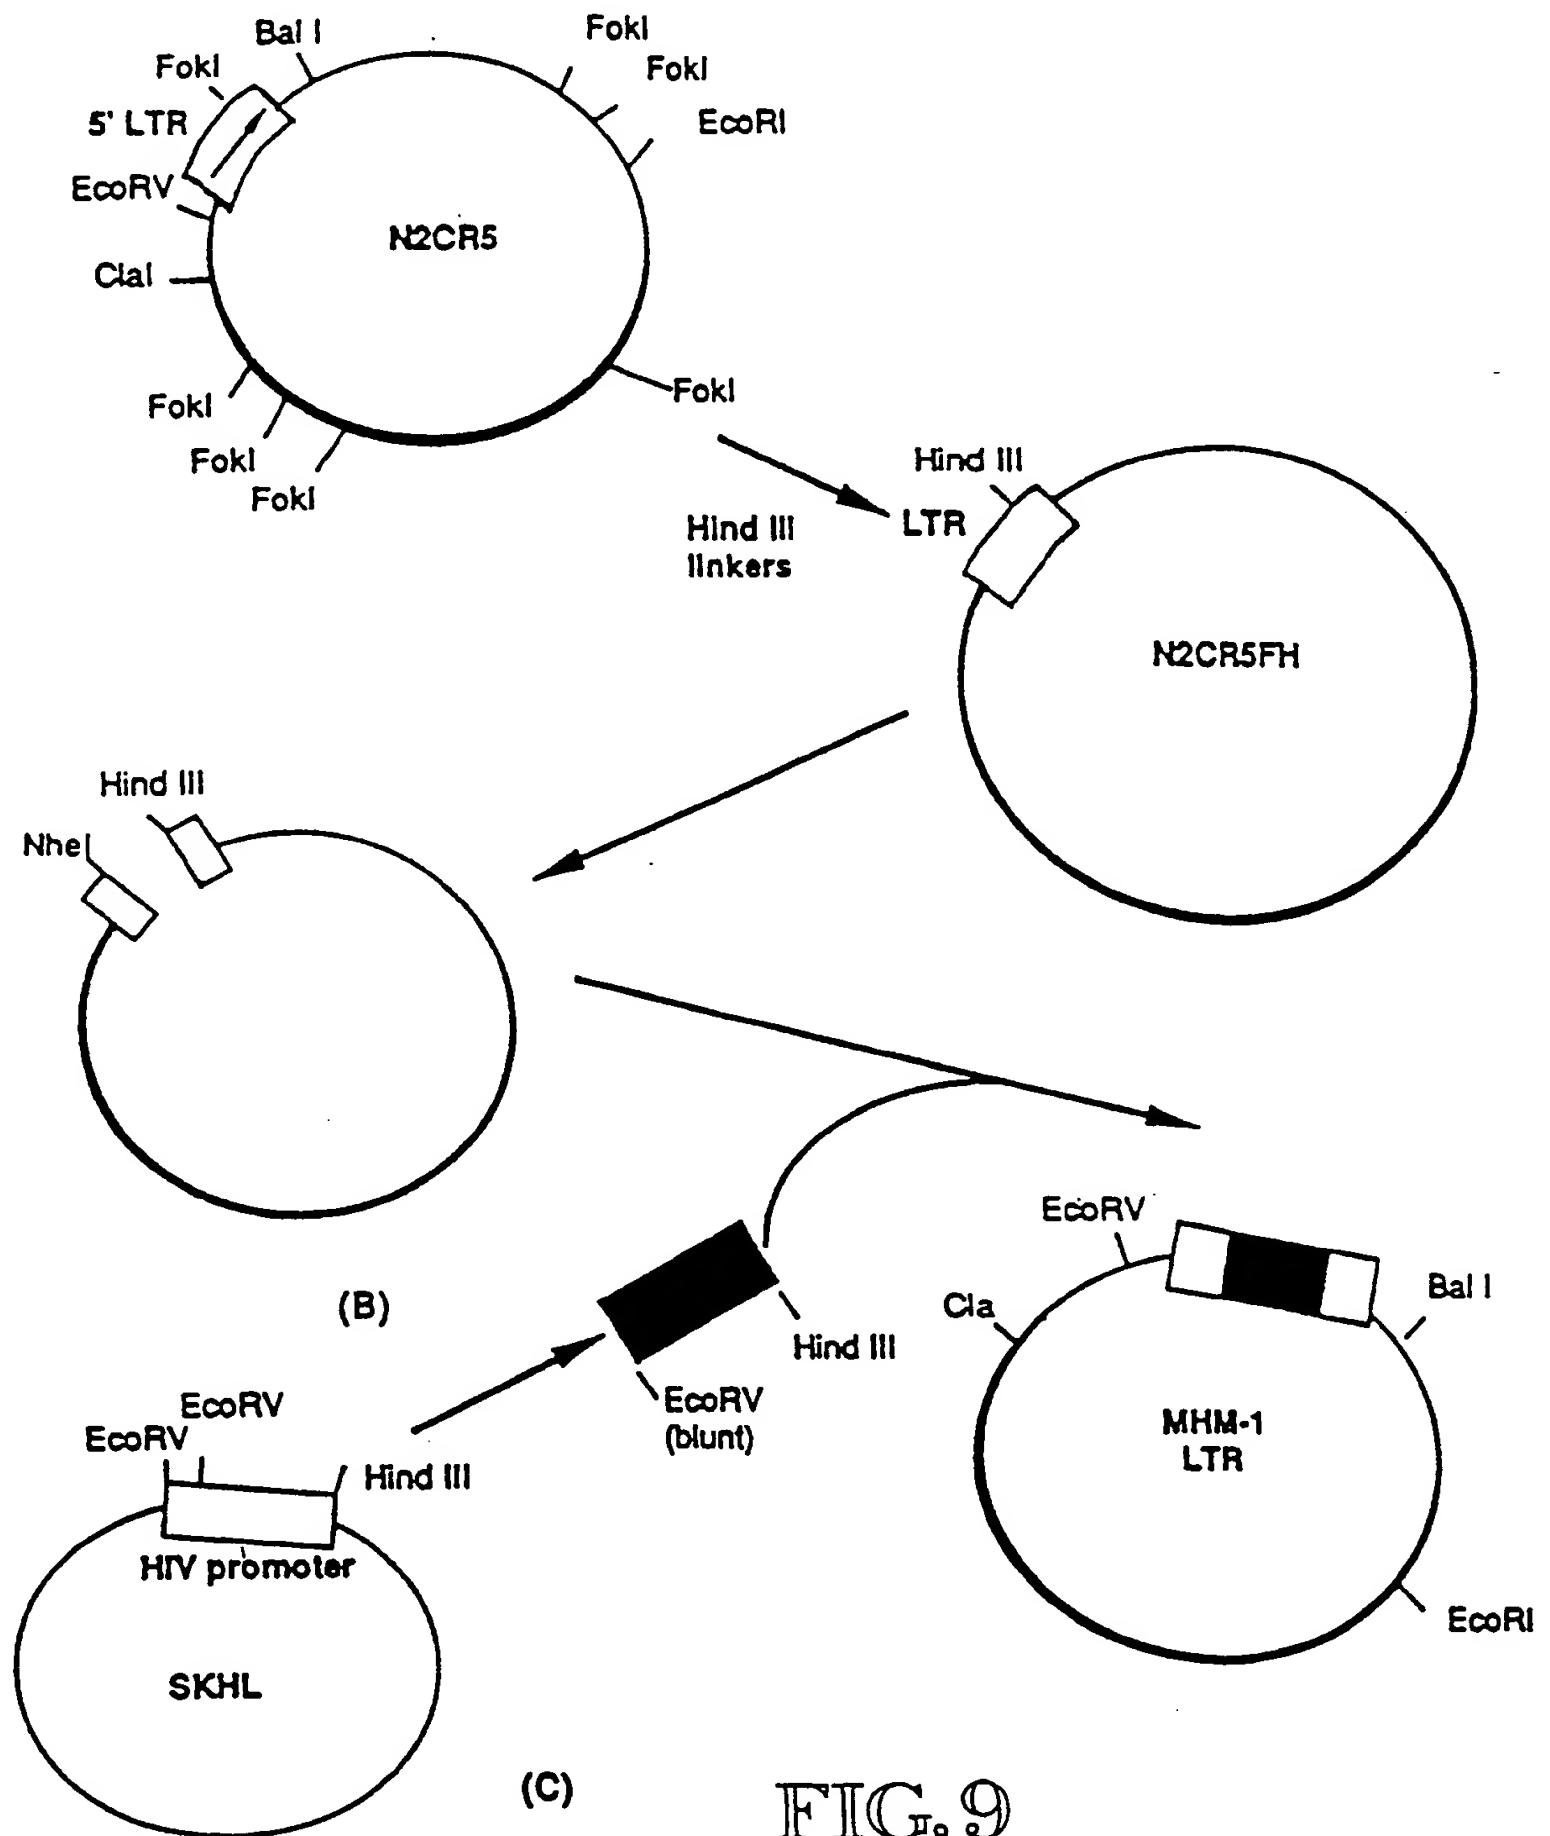 Bal I
FokI
FokI
FokI
5' LTR
EcoRI
EcoRV
N2CR5
ClaI
FokI
FokI
FokI
FokI
Hind III
linkers
Hind III
LTR
N2CR5FH
Hind III
NheI
(B)
EcoRV
Bal I
Cla
Hind III
EcoRV
(blunt)
MHM-1
LTR
EcoRI
EcoRV
EcoRV
Hind III
HIV promoter
SKHL
(C)
FIG. 9